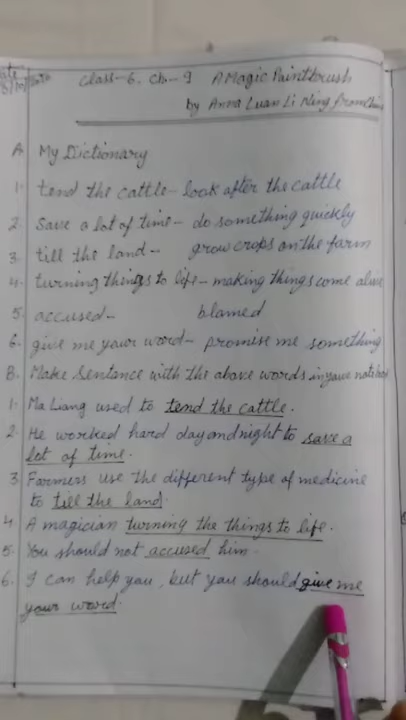 Date
Class-6. Ch.-9 A Magic Paintbrush
by Anna Luan Li Ning from China
A. My Dictionary
1. tend the cattle- look after the cattle
2. Save a lot of time- do something quickly
3. till the land- grow crops on the farm
4. turning things to life- making things come alive
5. accused- blamed
6. give me your word- promise me something
B. Make Sentence with the above words in your notebook
1. Ma Liang used to tend the cattle.
2. He worked hard day and night to save a
lot of time.
3 Farmers use the different type of medicine
to till the land.
4. A magician turning the things to life.
5. You should not accused him.
6. I can help you, but you should give me
your word.